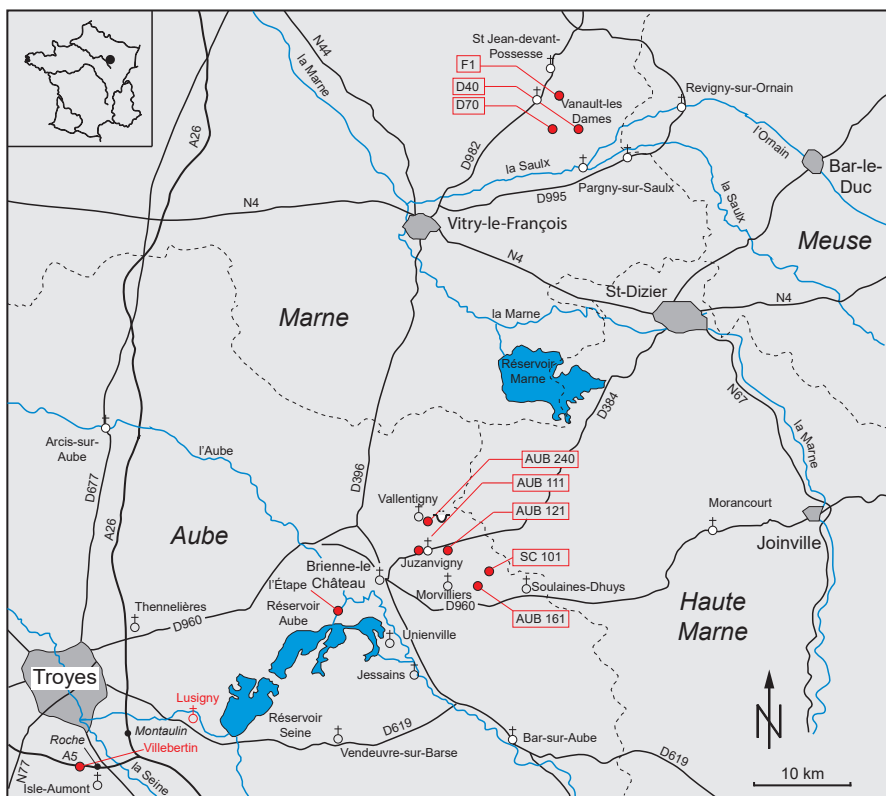 N44
la Marne
A26
St Jean-devant-
Possesse
F1
D40
D70
Vanault-les
Dames
Revigny-sur-Ornain
l'Ornain
Bar-le-
Duc
D982
la Saulx
Pargny-sur-Saulx
D995
la Saulx
N4
Vitry-le-François
Meuse
N4
St-Dizier
N4
Marne
la Marne
Réservoir
Marne
D384
N67
la Marne
Arcis-sur-
Aube
l'Aube
D677
A26
D396
AUB 240
Vallentigny
AUB 111
AUB 121
Morancourt
Aube
Juzanvigny
SC 101
Joinville
Brienne-le
Château
l'Étape
Morvilliers
D960
Soulaines-Dhuys
AUB 161
Thennelières
D960
Réservoir
Aube
Unienville
Haute
Marne
Troyes
Jessains
Lusigny
Réservoir
Seine
Montaulin
D619
Vendeuvre-sur-Barse
Bar-sur-Aube
D619
N
Roche
A5
Villebertin
la Seine
N77
Isle-Aumont
10 km